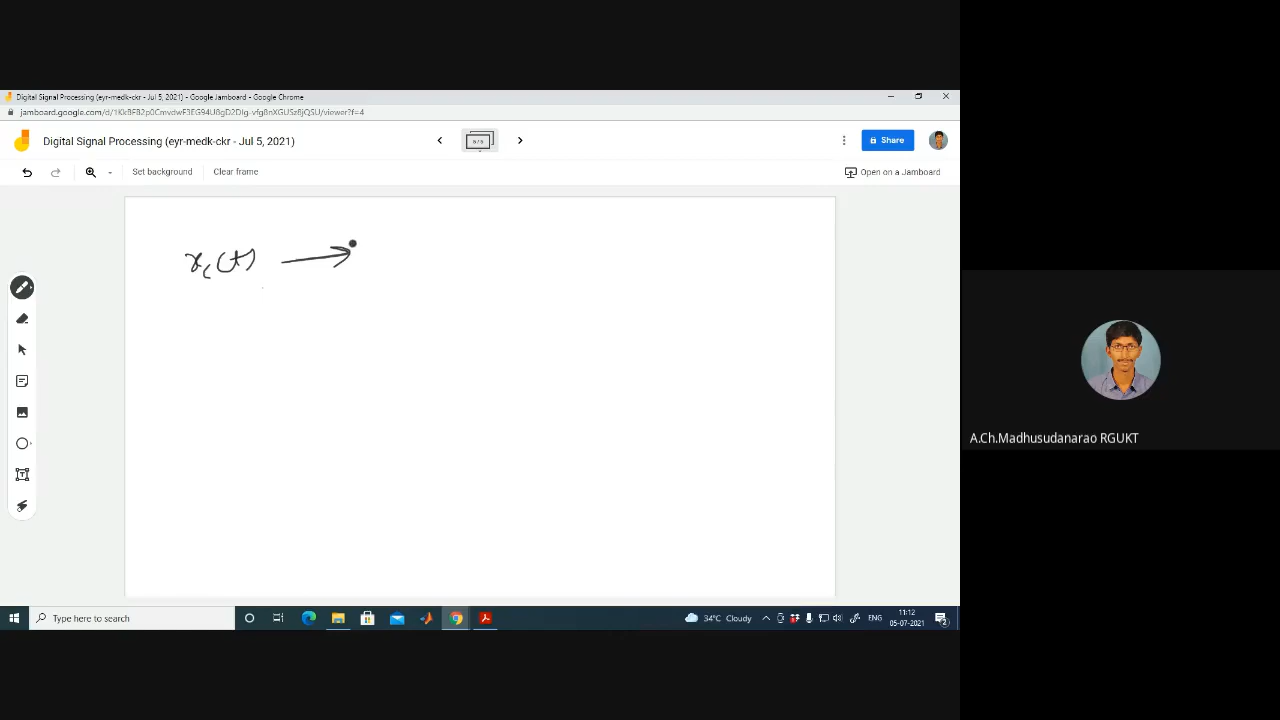 Digital Signal Processing (eyr-medk-ckr - Jul 5, 2021) - Google Jamboard - Google Chrome
Digital Signal Processing (eyr-medk-ckr - Jul 5, 2021)
Share
Set background
Clear frame
Open on a Jamboard
x_c(t) →
A.Ch.Madhusudanarao RGUKT
Type here to search
34°C Cloudy
ENG
11:12
05-07-2021